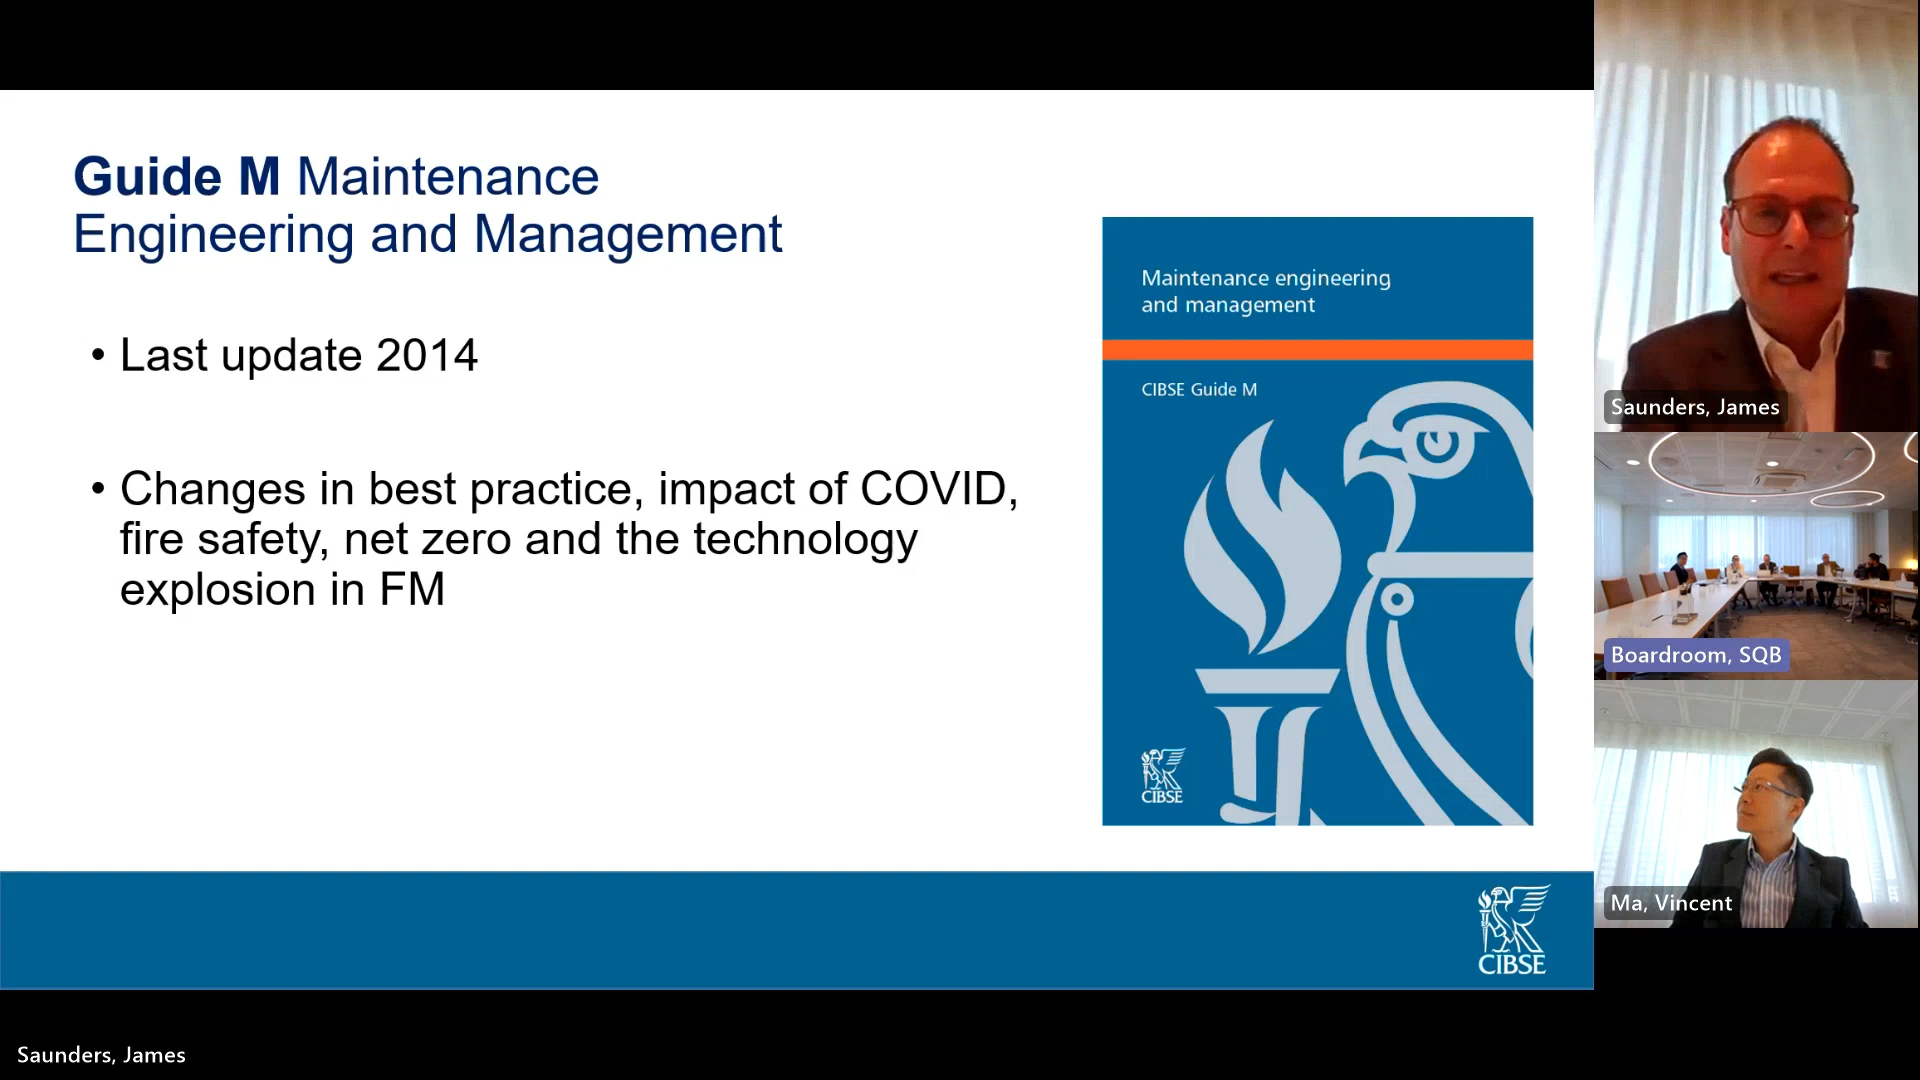 Guide M Maintenance
Engineering and Management
• Last update 2014
• Changes in best practice, impact of COVID,
fire safety, net zero and the technology
explosion in FM
Maintenance engineering
and management
CIBSE Guide M
CIBSE
CIBSE
Saunders, James
Boardroom, SQB
Ma, Vincent
Saunders, James